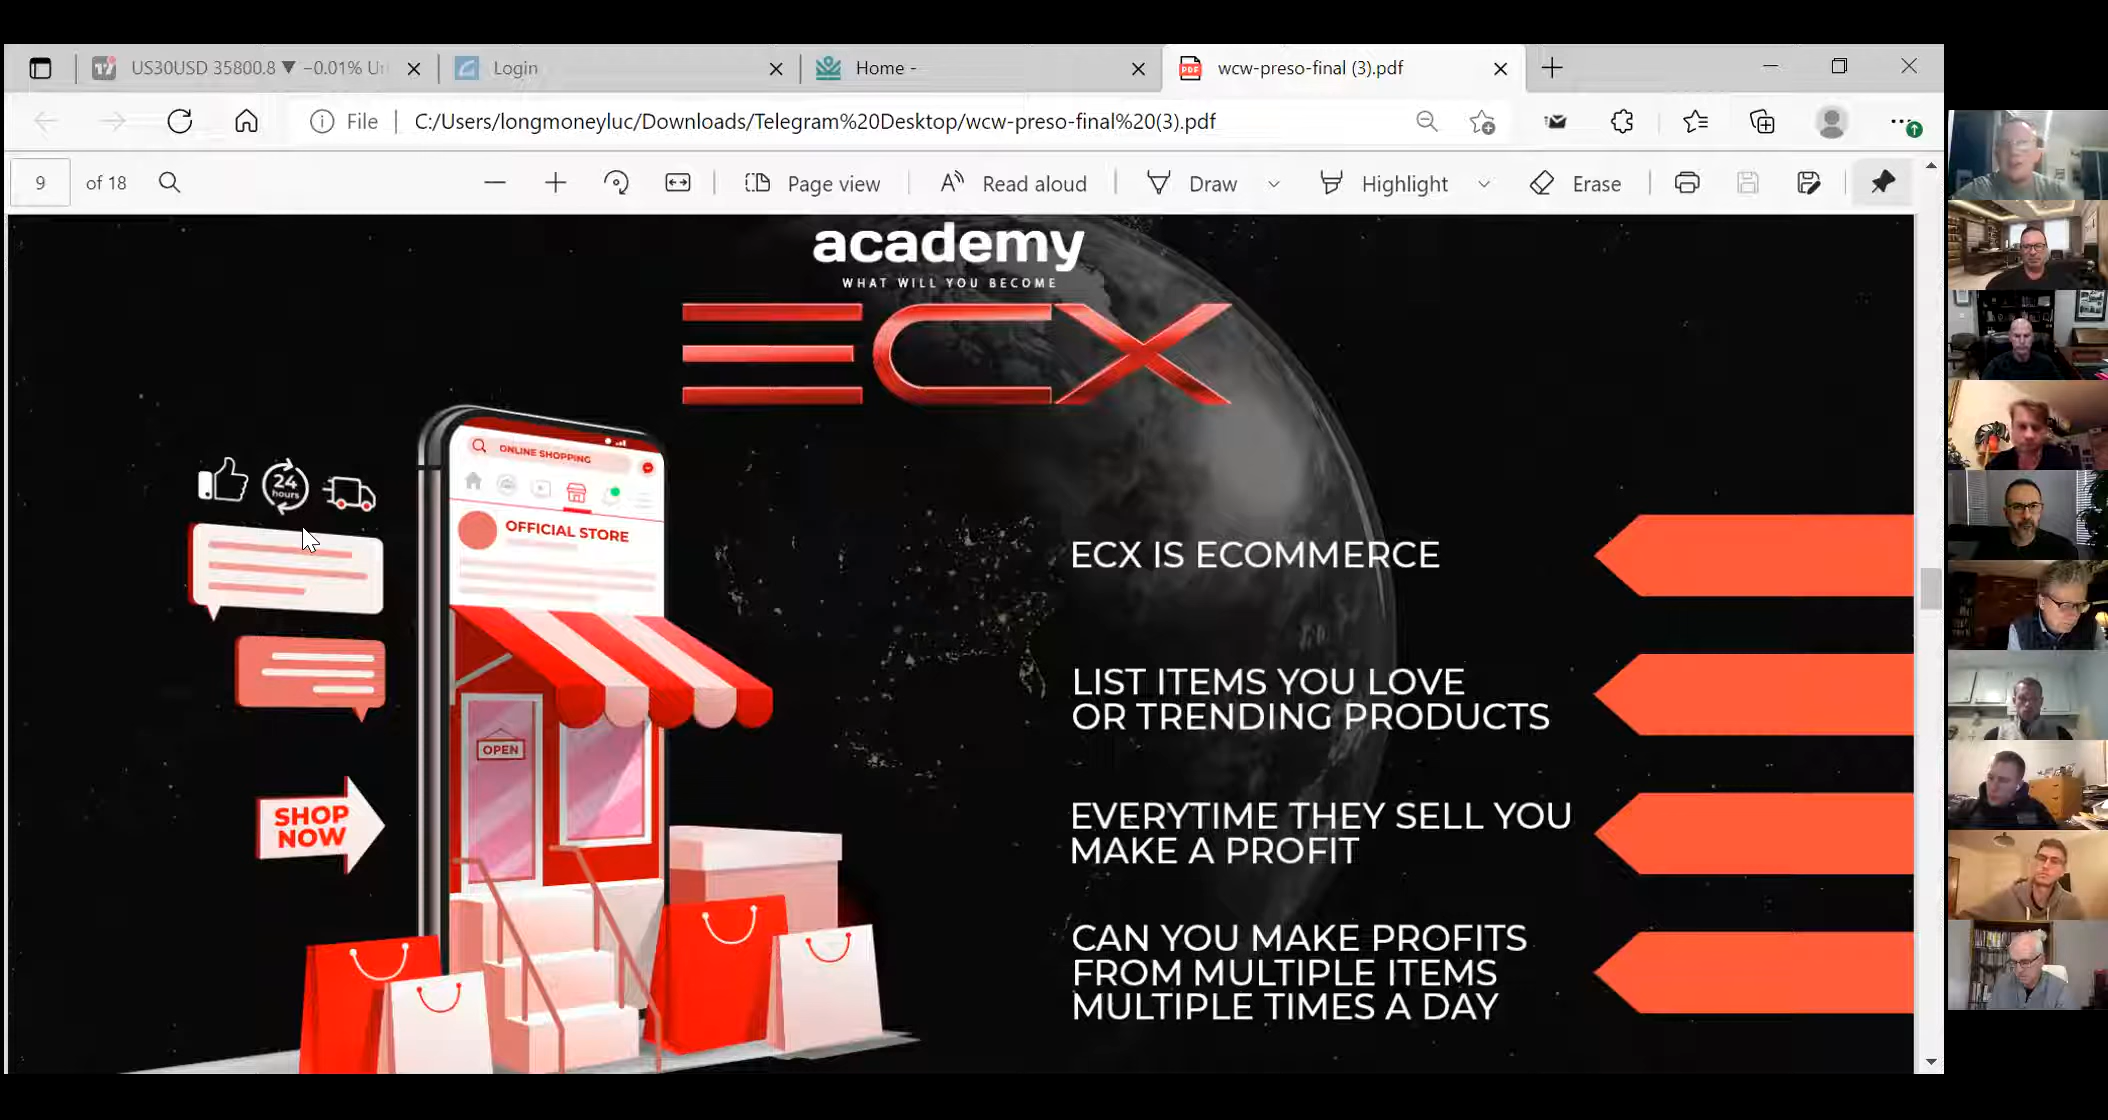 US30USD 35800.8 ▼ −0.01% Un
Login
Home -
wcw-preso-final (3).pdf
File
C:/Users/longmoneyluc/Downloads/Telegram%20Desktop/wcw-preso-final%20(3).pdf
9 of 18
Page view
Read aloud
Draw
Highlight
Erase
academy
WHAT WILL YOU BECOME
ECX
24
hours
ONLINE SHOPPING
OFFICIAL STORE
OPEN
SHOP
NOW
ECX IS ECOMMERCE
LIST ITEMS YOU LOVE
OR TRENDING PRODUCTS
EVERYTIME THEY SELL YOU
MAKE A PROFIT
CAN YOU MAKE PROFITS
FROM MULTIPLE ITEMS
MULTIPLE TIMES A DAY